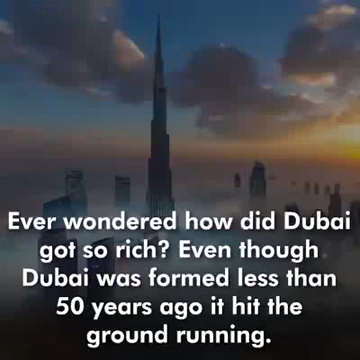 Ever wondered how did Dubai
got so rich? Even though
Dubai was formed less than
50 years ago it hit the
ground running.